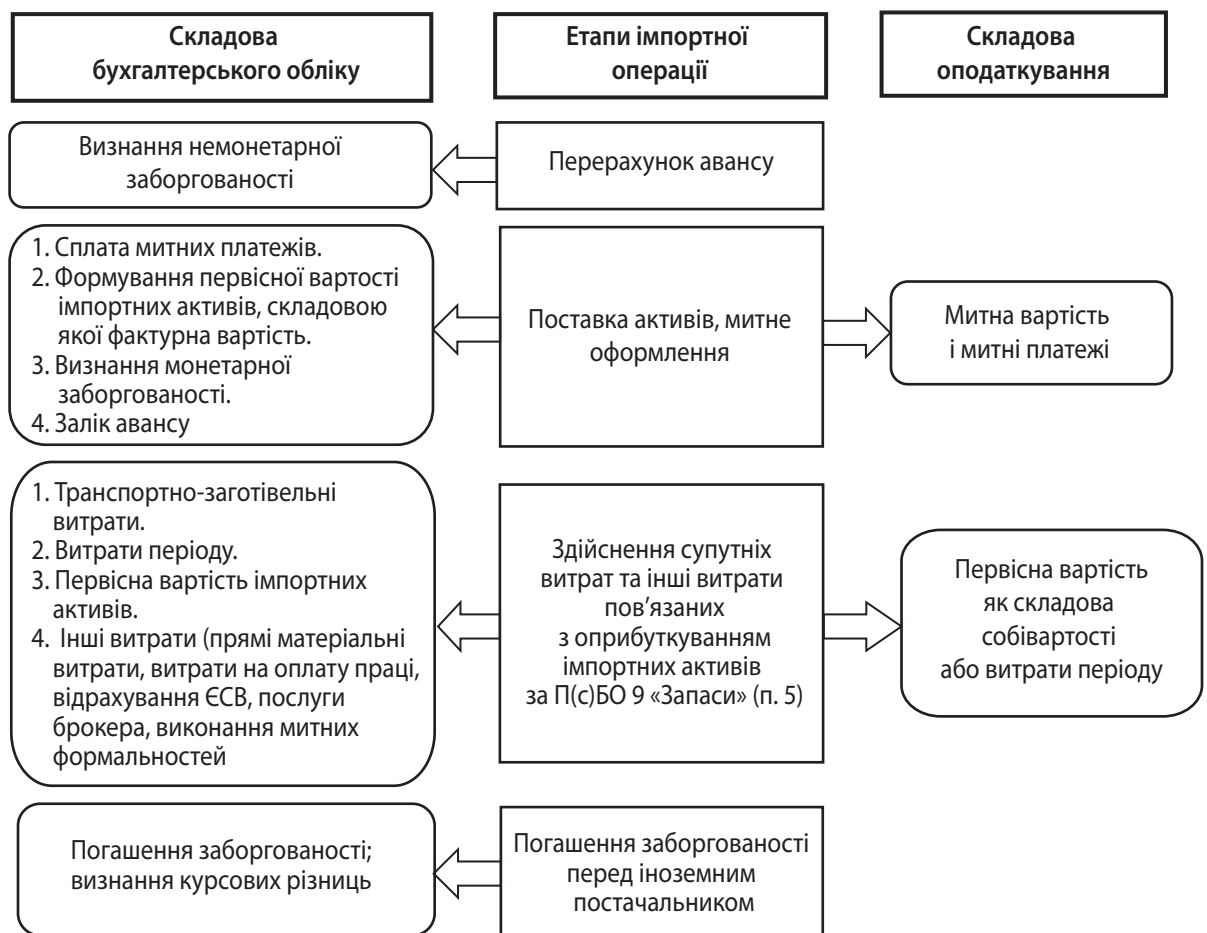 Складова
бухгалтерського обліку
Етапи імпортної
операції
Складова
оподаткування
Визнання немонетарної
заборгованості
Перерахунок авансу
1. Сплата митних платежів.
2. Формування первісної вартості
імпортних активів, складовою
якої фактурна вартість.
3. Визнання монетарної
заборгованості.
4. Залік авансу
Поставка активів, митне
оформлення
Митна вартість
і митні платежі
1. Транспортно-заготівельні
витрати.
2. Витрати періоду.
3. Первісна вартість імпортних
активів.
4. Інші витрати (прямі матеріальні
витрати, витрати на оплату праці,
відрахування ЄСВ, послуги
брокера, виконання митних
формальностей
Здійснення супутніх
витрат та інші витрати
пов’язаних
з оприбуткуванням
імпортних активів
за П(с)БО 9 «Запаси» (п. 5)
Первісна вартість
як складова
собівартості
або витрати періоду
Погашення заборгованості;
визнання курсових різниць
Погашення заборгованості
перед іноземним
постачальником